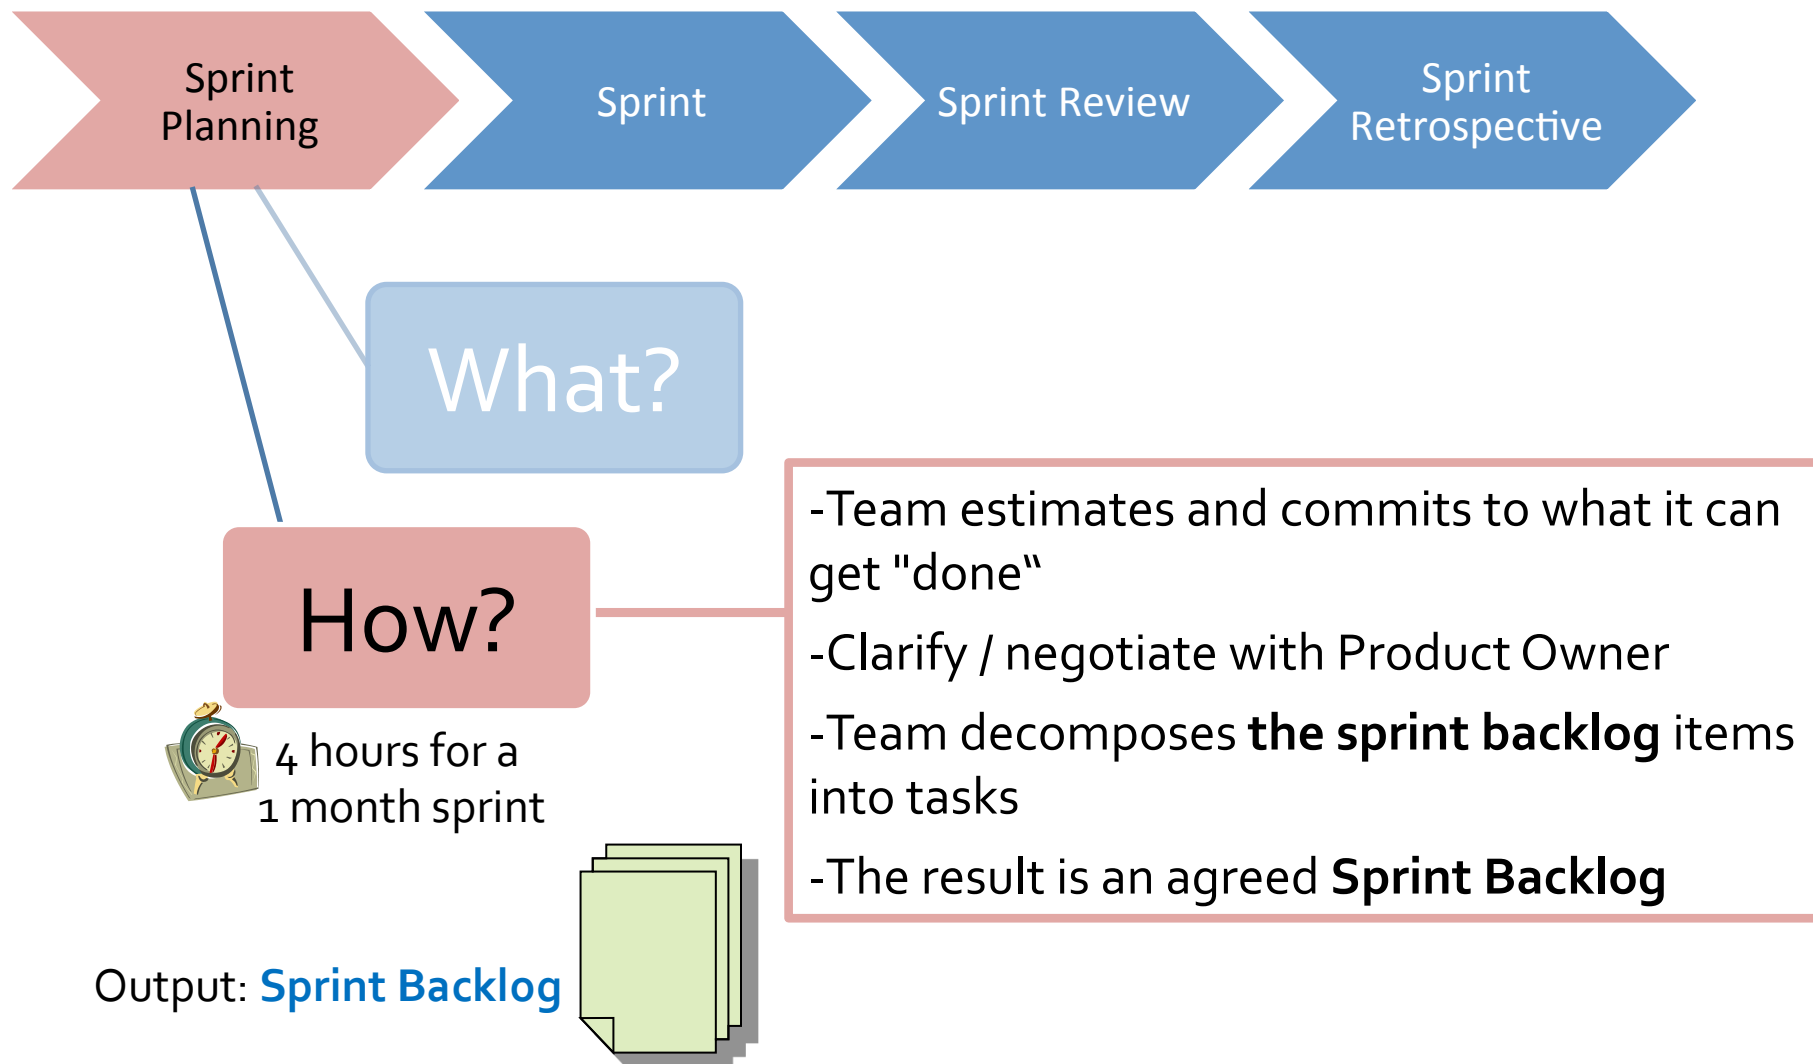 Sprint
Planning
Sprint
Sprint Review
Sprint
Retrospective
What?
How?
4 hours for a
1 month sprint
-Team estimates and commits to what it can
get "done“
-Clarify / negotiate with Product Owner
-Team decomposes the sprint backlog items
into tasks
-The result is an agreed Sprint Backlog
Output: Sprint Backlog